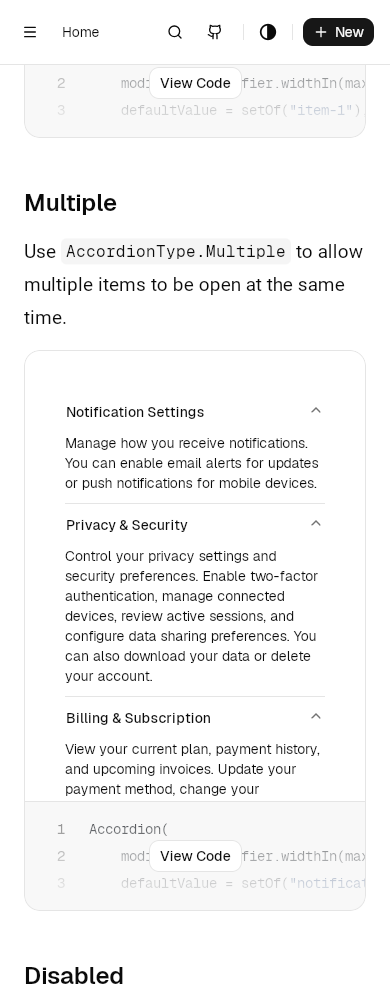 Home
New
2 modi
fier.widthIn(max
View Code
3 defaultValue = setOf("item-1")
Multiple
Use AccordionType.Multiple to allow
multiple items to be open at the same
time.
Notification Settings
Manage how you receive notifications.
You can enable email alerts for updates
or push notifications for mobile devices.
Privacy & Security
Control your privacy settings and
security preferences. Enable two-factor
authentication, manage connected
devices, review active sessions, and
configure data sharing preferences. You
can also download your data or delete
your account.
Billing & Subscription
View your current plan, payment history,
and upcoming invoices. Update your
payment method, change your
1 Accordion(
2 modi
fier.widthIn(max
View Code
3 defaultValue = setOf("notificat
Disabled